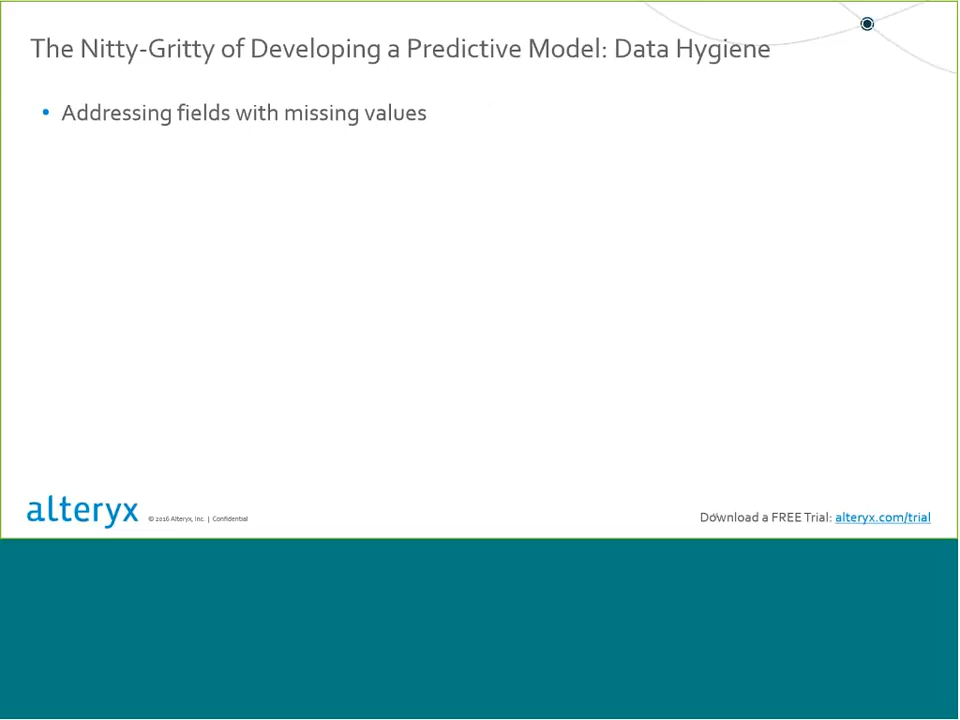 The Nitty-Gritty of Developing a Predictive Model: Data Hygiene
• Addressing fields with missing values
alteryx © 2016 Alteryx, Inc. | Confidential
Download a FREE Trial: alteryx.com/trial